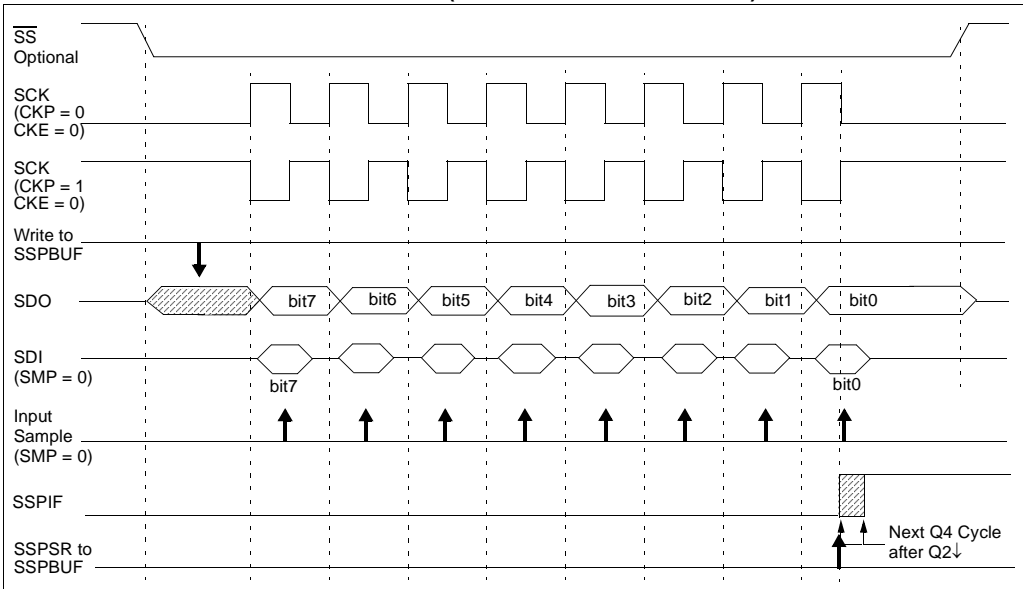 SS
Optional
SCK
(CKP = 0
CKE = 0)
SCK
(CKP = 1
CKE = 0)
Write to
SSPBUF
SDO
bit7 bit6 bit5 bit4 bit3 bit2 bit1 bit0
SDI
(SMP = 0)
bit7 bit0
Input
Sample
(SMP = 0)
SSPIF
Next Q4 Cycle
after Q2↓
SSPSR to
SSPBUF